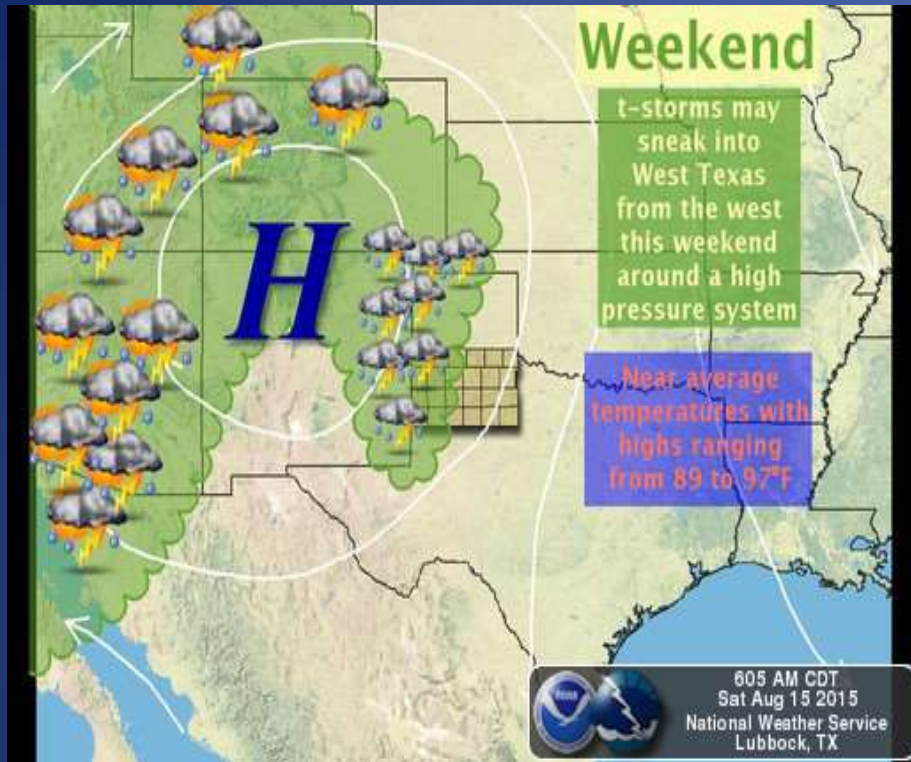 Weekend
t-storms may
sneak into
West Texas
from the west
this weekend
around a high
pressure system
H
Near average
temperatures with
highs ranging
from 89 to 97°F
605 AM CDT
Sat Aug 15 2015
National Weather Service
Lubbock, TX